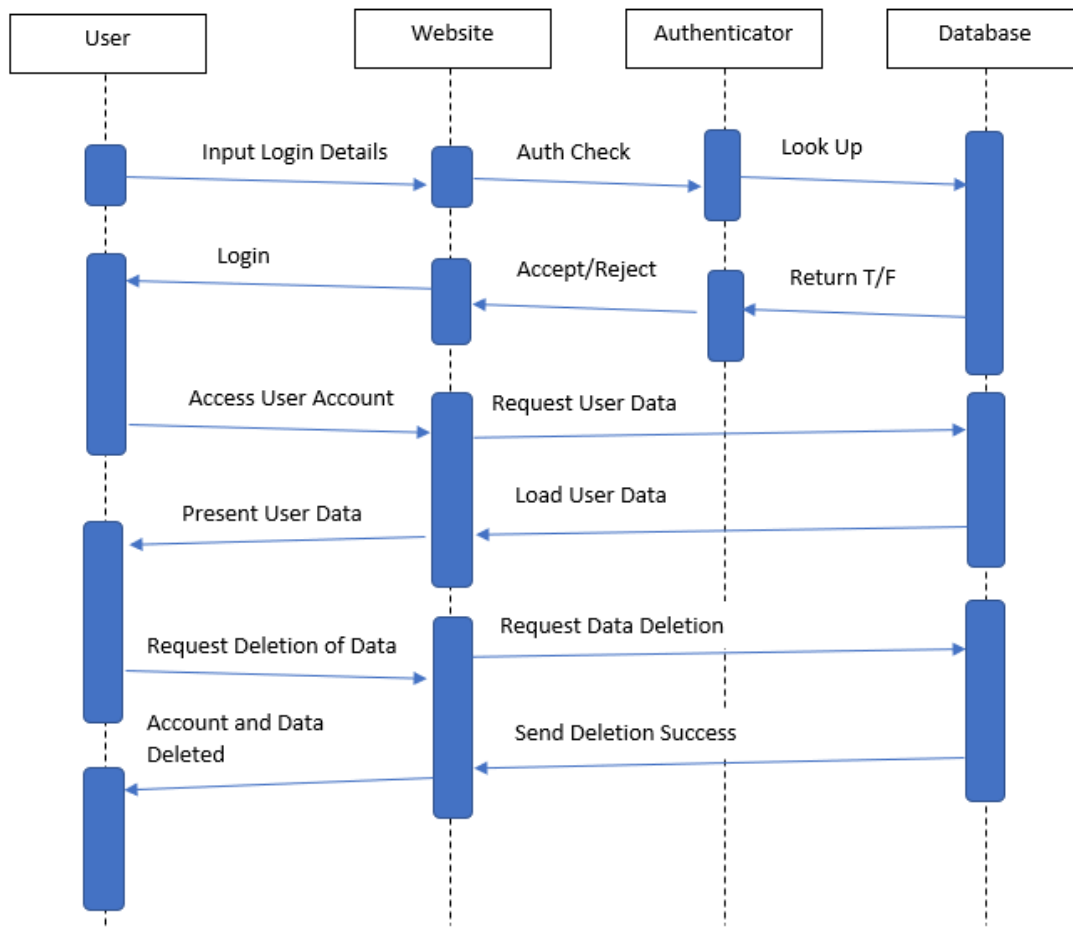 User
Website
Authenticator
Database
Input Login Details
Auth Check
Look Up
Login
Accept/Reject
Return T/F
Access User Account
Request User Data
Present User Data
Load User Data
Request Deletion of Data
Request Data Deletion
Account and Data
Deleted
Send Deletion Success